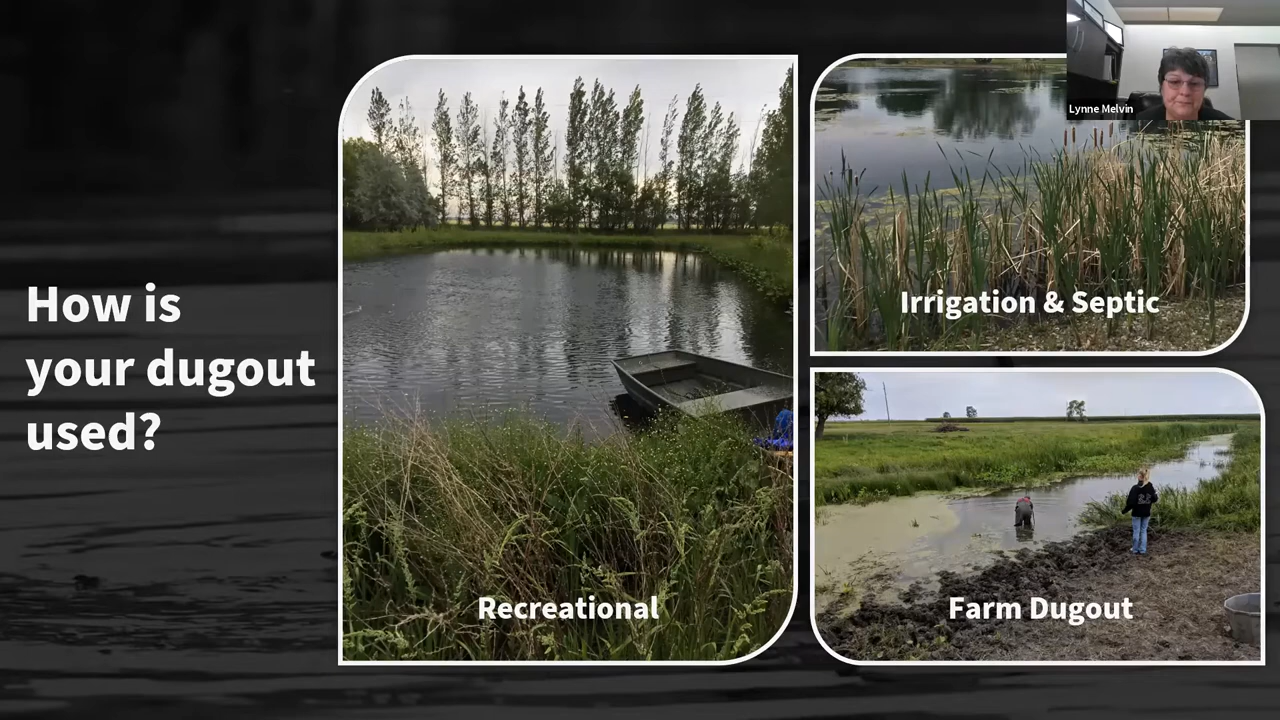 How is
your dugout
used?
Recreational
Irrigation & Septic
Farm Dugout
Lynne Melvin